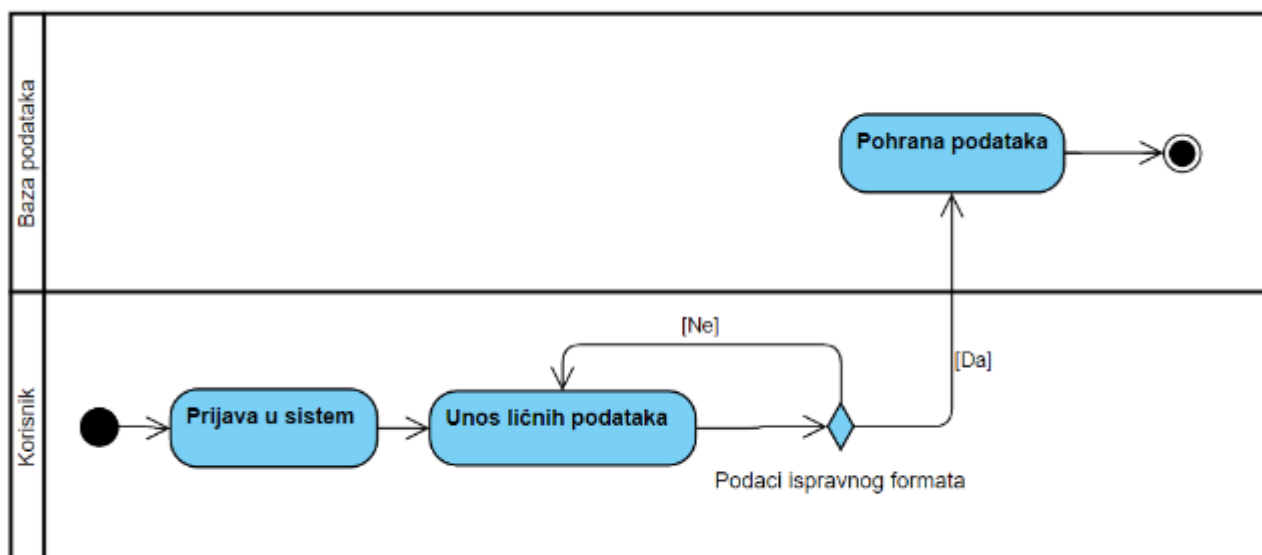 Baza podataka
Pohrana podataka
Korisnik
[Ne]
[Da]
Prijava u sistem
Unos ličnih podataka
Podaci ispravnog formata